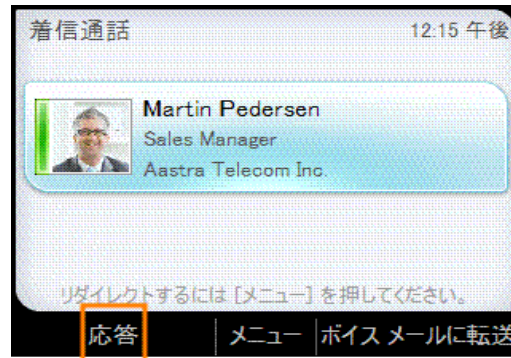 着信通話 12:15 午後
Martin Pedersen
Sales Manager
Aastra Telecom Inc.
リダイレクトするには [メニュー] を押してください。
応答 メニュー ボイス メールに転送